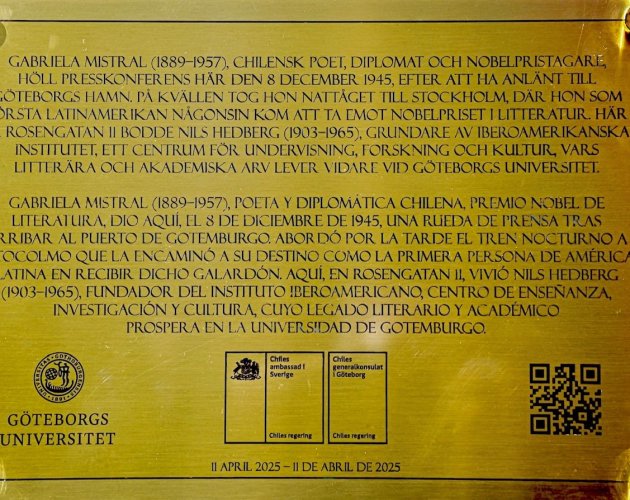 GABRIELA MISTRAL (1889–1957), CHILENSK POET, DIPLOMAT OCH NOBELPRISTAGARE,
HÖLL PRESSKONFERENS HÄR DEN 8 DECEMBER 1945, EFTER ATT HA ANLÄNT TILL
GÖTEBORGS HAMN. PÅ KVÄLLEN TOG HON NATTÅGET TILL STOCKHOLM, DÄR HON SOM
FÖRSTA LATINAMERIKAN NÅGONSIN KOM ATT TA EMOT NOBELPRISET I LITTERATUR. HÄR
ROSENGATAN 11 BODDE NILS HEDBERG (1903–1965), GRUNDARE AV IBEROAMERIKANSKA
INSTITUTET, ETT CENTRUM FÖR UNDERVISNING, FORSKNING OCH KULTUR, VARS
LITTERÄRA OCH AKADEMISKA ARV LEVER VIDARE VID GÖTEBORGS UNIVERSITET.
GABRIELA MISTRAL (1889–1957), POETA Y DIPLOMÁTICA CHILENA, PREMIO NOBEL DE
LITERATURA, DIO AQUÍ, EL 8 DE DICIEMBRE DE 1945, UNA RUEDA DE PRENSA TRAS
ARRIBAR AL PUERTO DE GOTEMBURGO. ABORDÓ POR LA TARDE EL TREN NOCTURNO A
ESTOCOLMO QUE LA ENCAMINÓ A SU DESTINO COMO LA PRIMERA PERSONA DE AMÉRICA
LATINA EN RECIBIR DICHO GALARDÓN. AQUÍ, EN ROSENGATAN 11, VIVIÓ NILS HEDBERG
(1903–1965), FUNDADOR DEL INSTITUTO IBEROAMERICANO, CENTRO DE ENSEÑANZA,
INVESTIGACIÓN Y CULTURA, CUYO LEGADO LITERARIO Y ACADÉMICO
PROSPERA EN LA UNIVERSIDAD DE GOTEMBURGO.
GÖTEBORGS
UNIVERSITET
Chiles
ambassad i
Sverige
Chiles regering
Chiles
generalkonsulat
i Göteborg
Chiles regering
11 APRIL 2025 – 11 DE ABRIL DE 2025